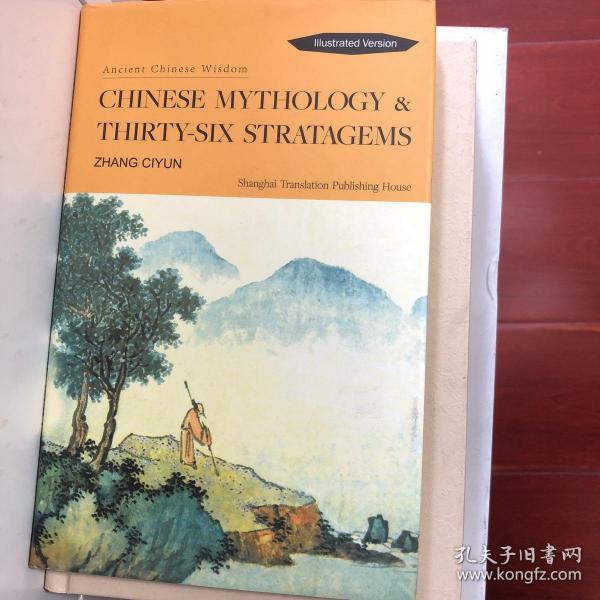 Illustrated Version
Ancient Chinese Wisdom
CHINESE MYTHOLOGY &
THIRTY-SIX STRATAGEMS
ZHANG CIYUN
Shanghai Translation Publishing House
孔夫子旧书网
www.kongfz.com